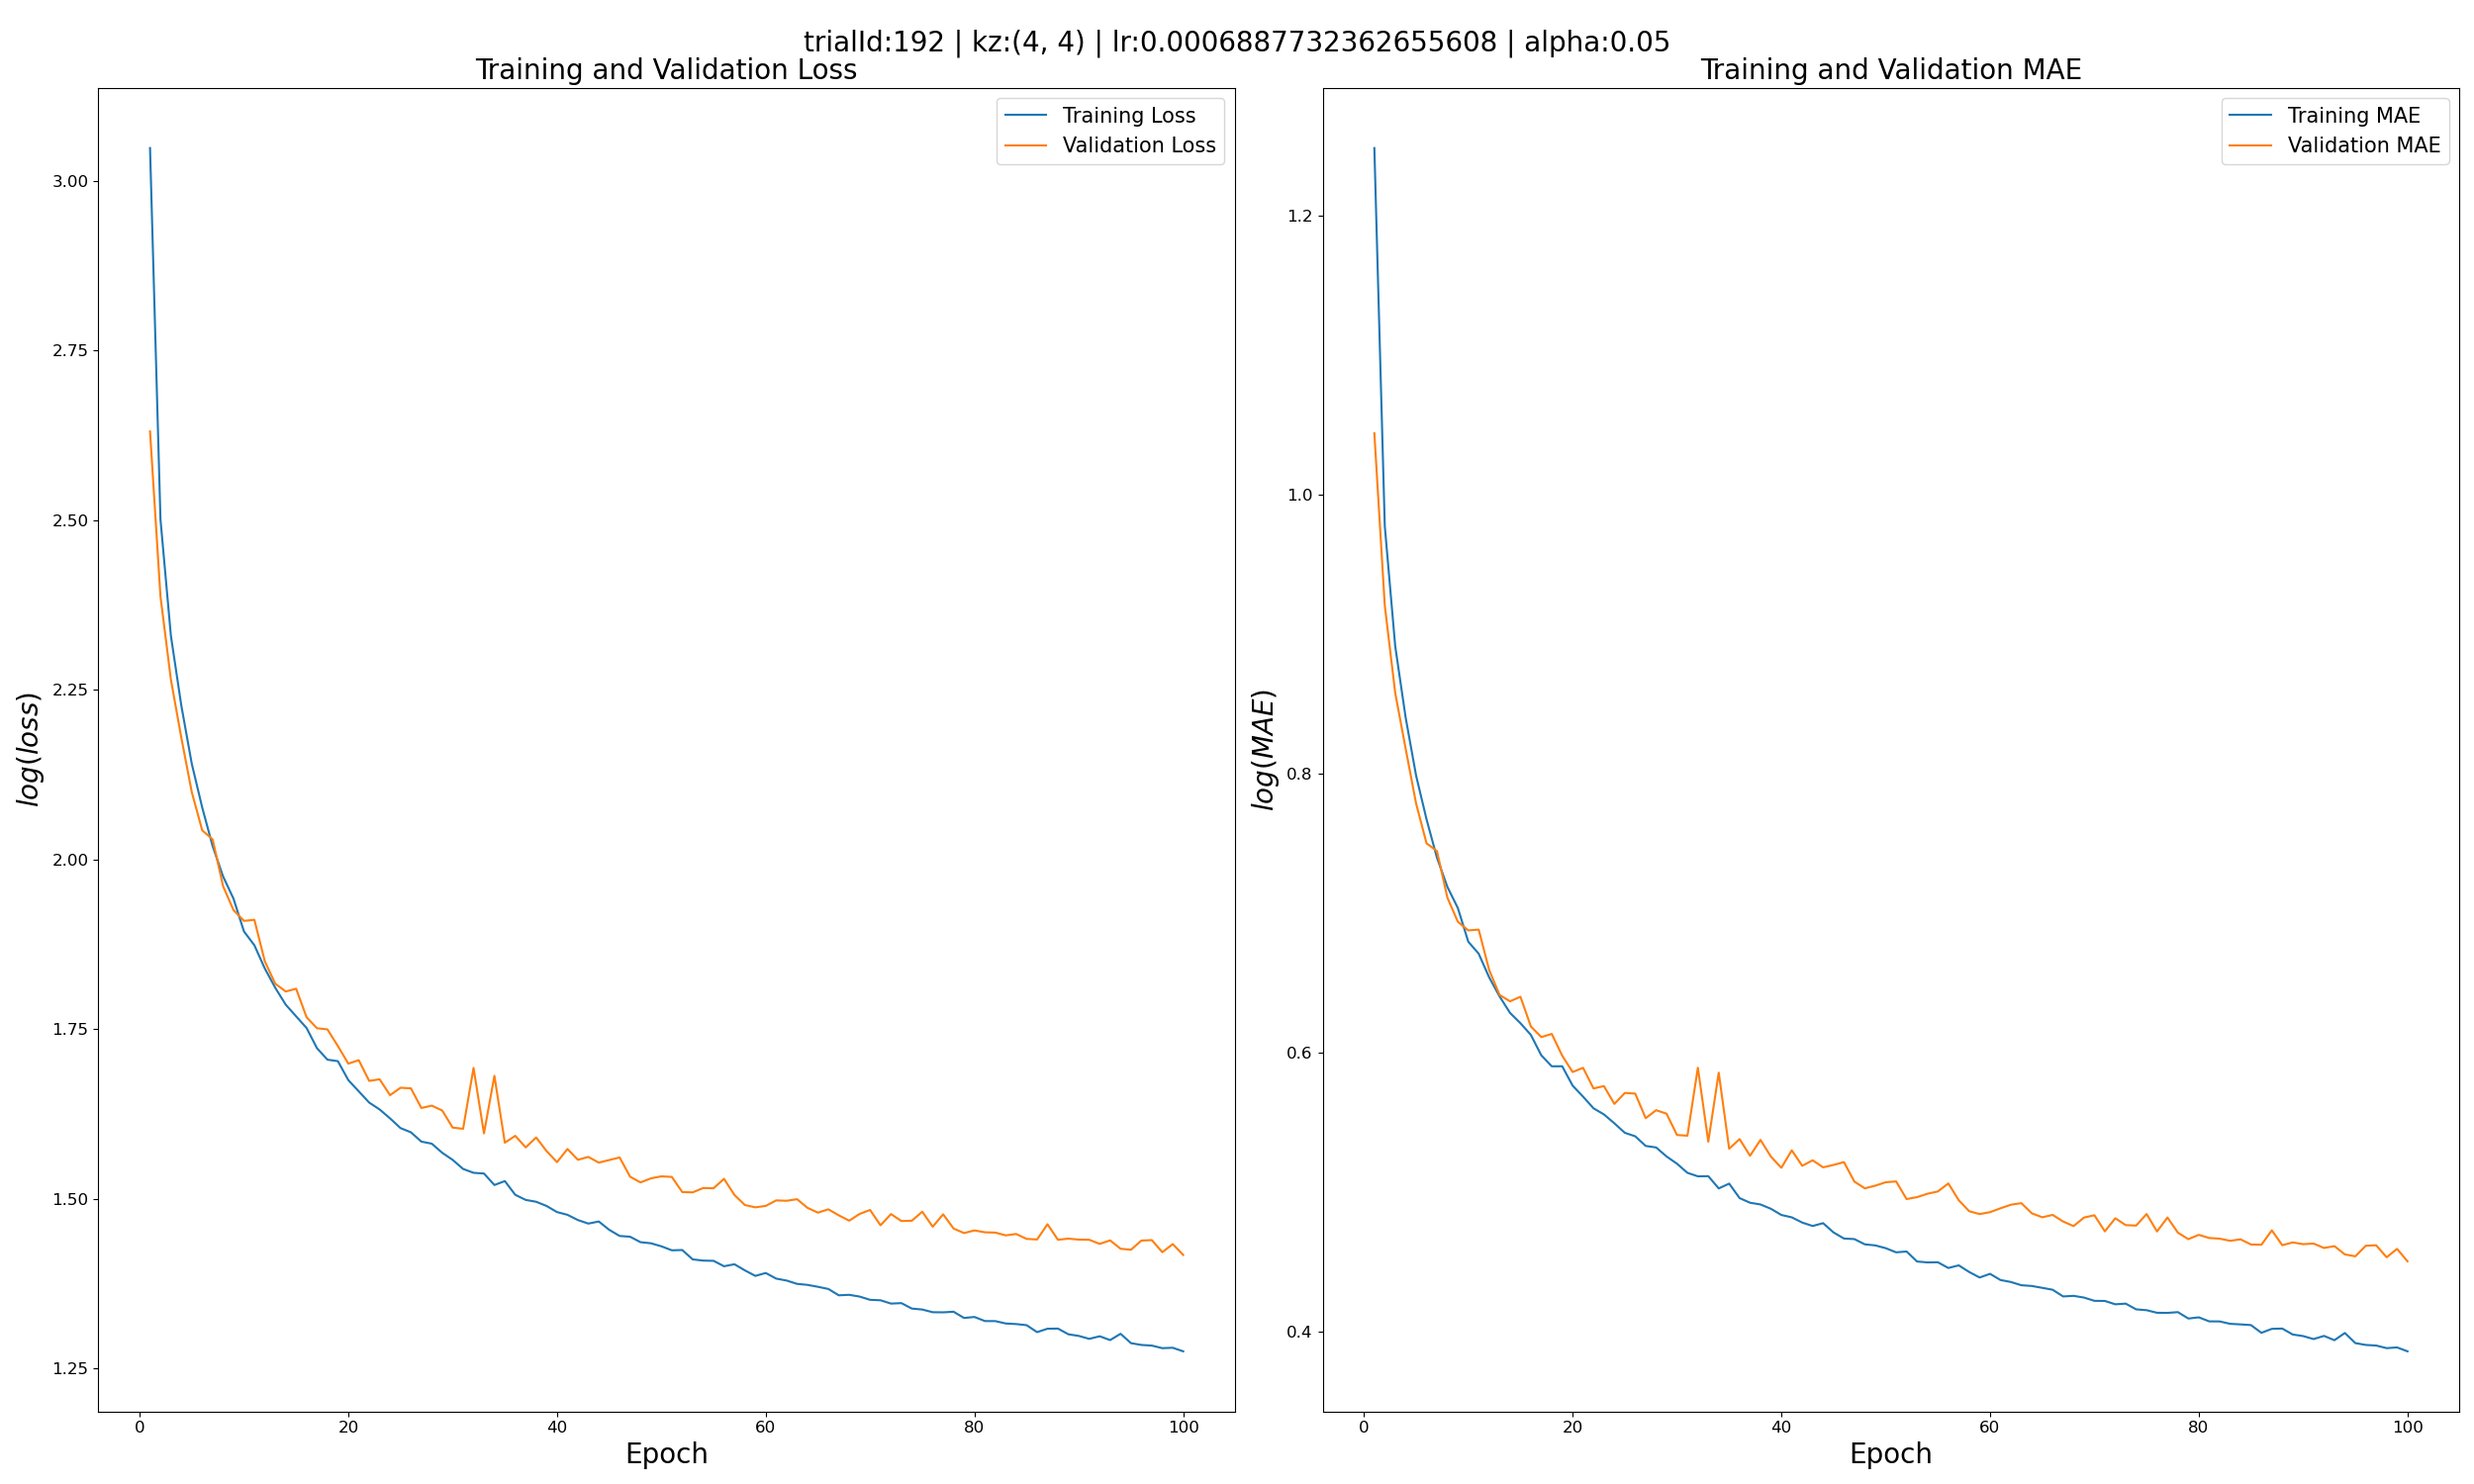 trialId:192 | kz:(4, 4) | lr:0.0006887732362655608 | alpha:0.05
Training and Validation Loss
Training Loss
Validation Loss
3.00
2.75
2.50
2.25
2.00
1.75
1.50
1.25
log(loss)
0 20 40 60 80 100
Epoch
Training and Validation MAE
Training MAE
Validation MAE
1.2
1.0
0.8
0.6
0.4
log(MAE)
0 20 40 60 80 100
Epoch